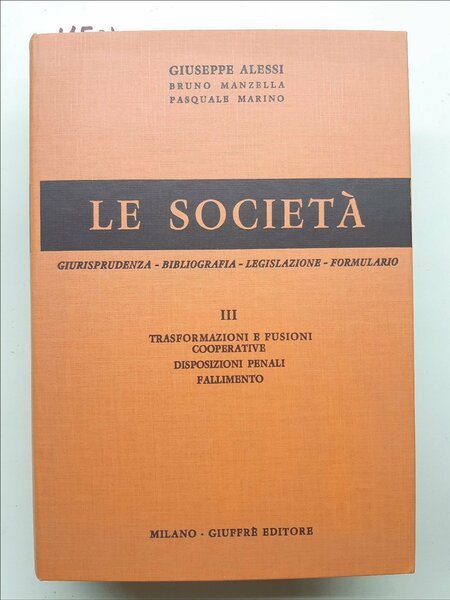 GIUSEPPE ALESSI
BRUNO MANZELLA
PASQUALE MARINO
LE SOCIETÀ
GIURISPRUDENZA - BIBLIOGRAFIA - LEGISLAZIONE - FORMULARIO
III
TRASFORMAZIONI E FUSIONI
COOPERATIVE
DISPOSIZIONI PENALI
FALLIMENTO
MILANO - GIUFFRÈ EDITORE